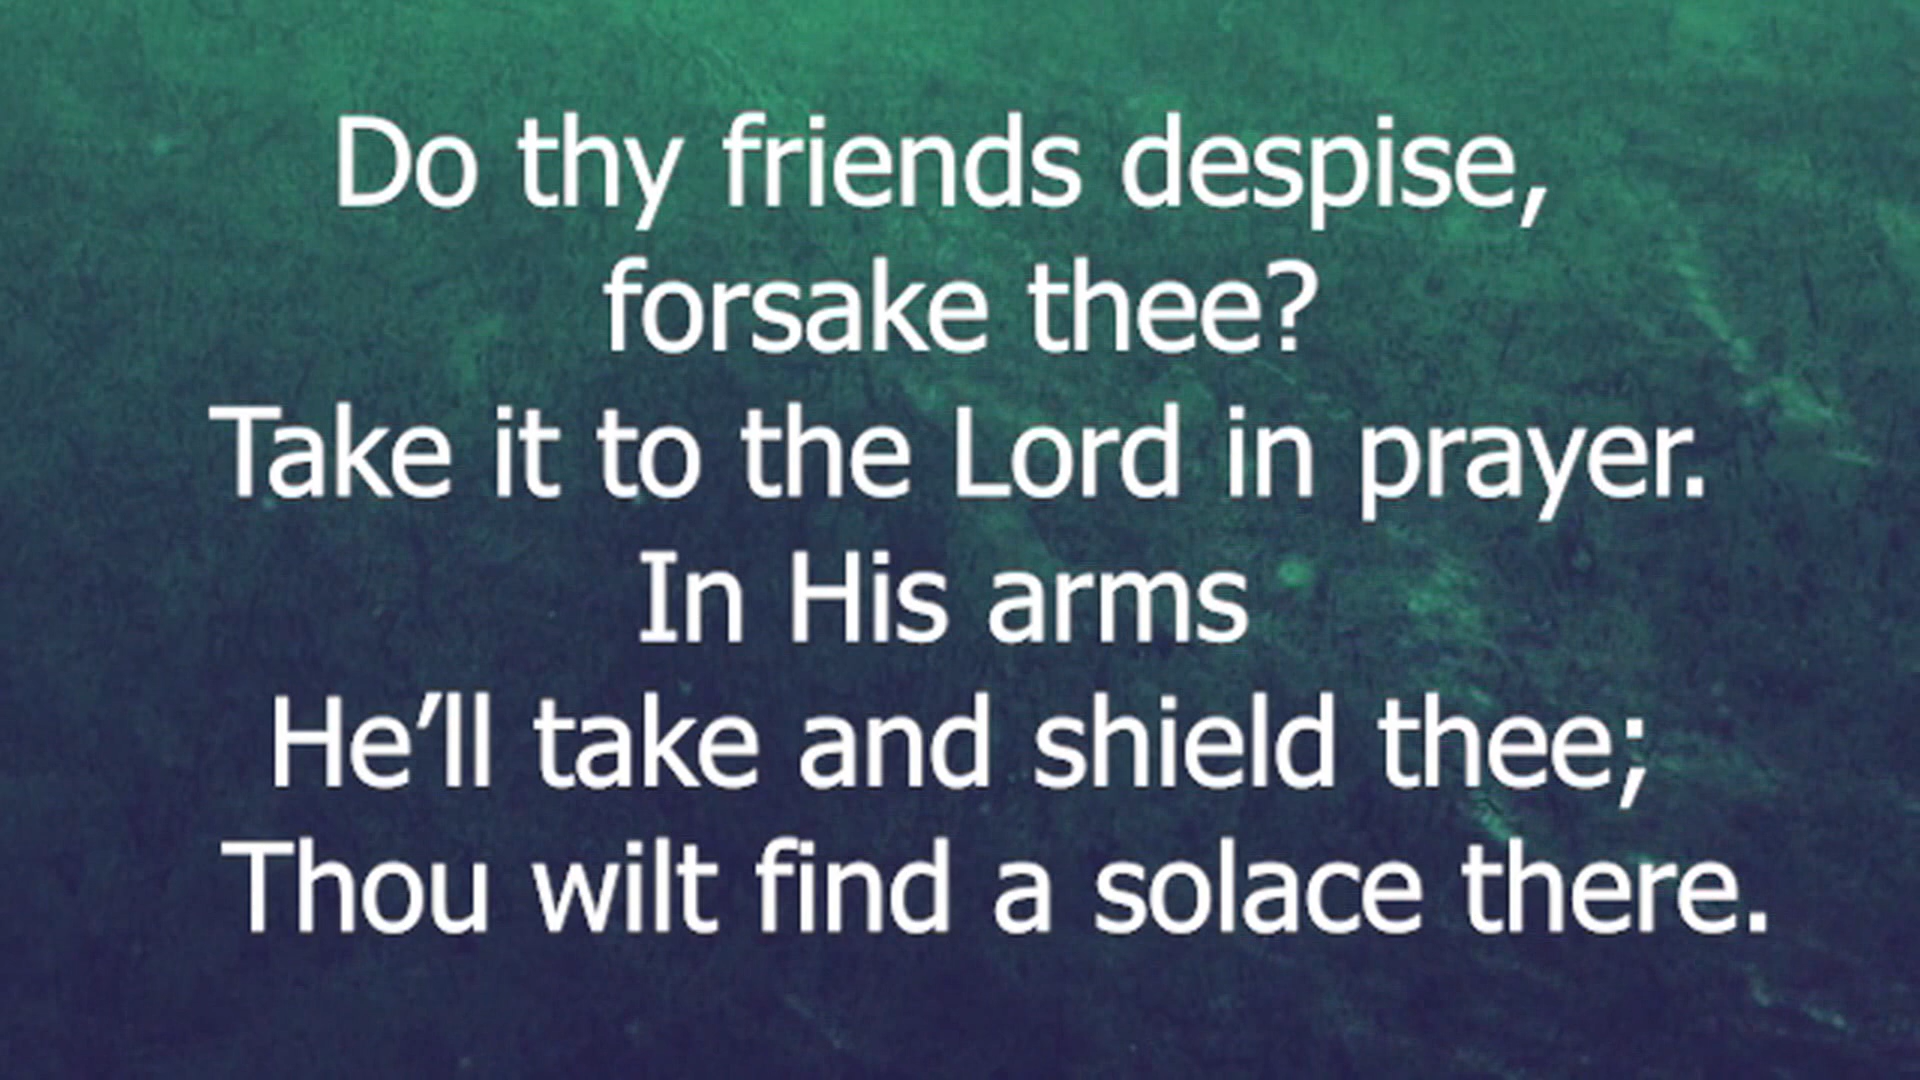 Do thy friends despise,
forsake thee?
Take it to the Lord in prayer.
In His arms
He’ll take and shield thee;
Thou wilt find a solace there.